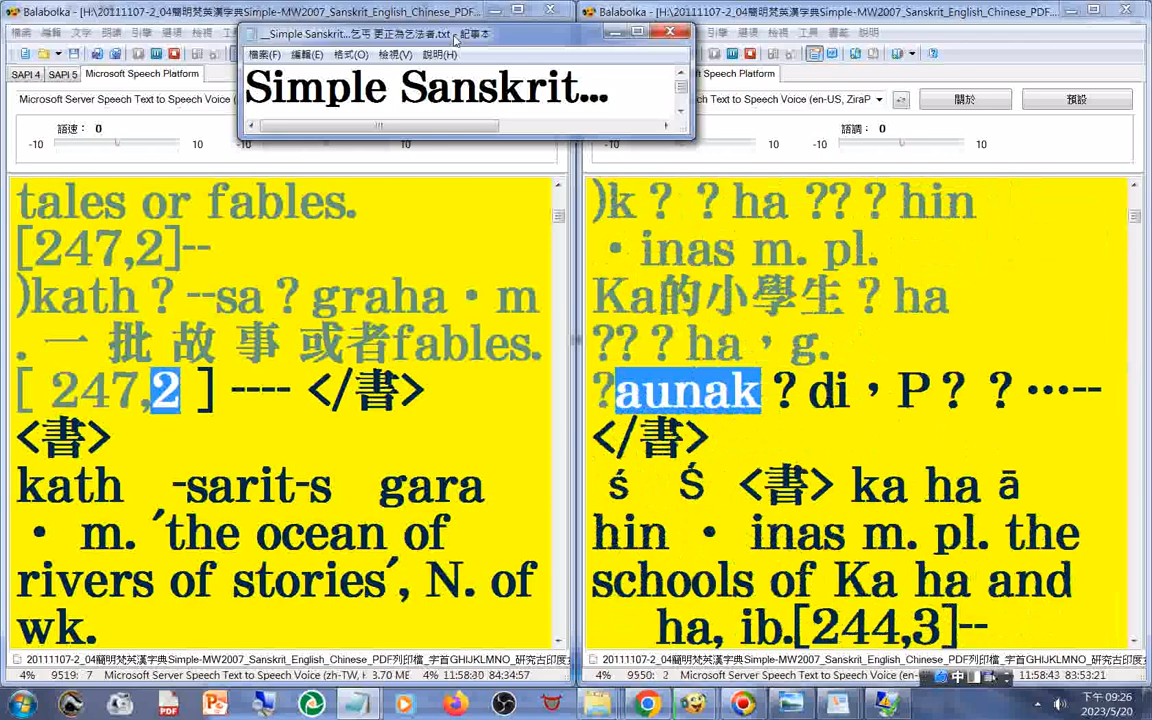 Balabolka - [H:\20111107-2_04簡明梵英漢字典Simple-MW2007_Sanskrit_English_Chinese_PDF...
Balabolka - [H:\20111107-2_04簡明梵英漢字典Simple-MW2007_Sanskrit_English_Chinese_PDF...
__Simple Sanskrit...乞丐 更正為乞法者.txt - 記事本
檔案(F) 編輯(E) 格式(O) 檢視(V) 說明(H)
Simple Sanskrit...
SAPI 4 SAPI 5 Microsoft Speech Platform
t Speech Platform
Microsoft Server Speech Text to Speech Voice (
ch Text to Speech Voice (en-US, ZiraP
關於
預設
語速： 0
語調： 0
-10 10 -10 10
-10 10 -10 10
tales or fables.
[247,2]--
)kath？--sa？graha‧m
. 一 批 故 事 或者fables.
[ 247,2 ] ---- </書>
<書>
kath -sarit-s gara
‧ m. ´the ocean of
rivers of stories´, N. of
wk.
)k？？ha ??？hin
‧inas m. pl.
Ka的小學生？ha
??？ha，g.
?aunak？di，P？？…--
</書>
ś Ś <書> ka ha ā
hin ‧ inas m. pl. the
schools of Ka ha and
ha, ib.[244,3]--
20111107-2_04簡明梵英漢字典Simple-MW2007_Sanskrit_English_Chinese_PDF列印檔_字首GHIJKLMNO_研究古印度
20111107-2_04簡明梵英漢字典Simple-MW2007_Sanskrit_English_Chinese_PDF列印檔_字首GHIJKLMNO_研究古印度
4% 9519: 7 Microsoft Server Speech Text to Speech Voice (zh-TW, H 3.70 ME 4% 11:58:30 84:34:57
4% 9550: 2 Microsoft Server Speech Text to Speech Voice 11:58:43 83:53:21
中
下午 09:26
2023/5/20